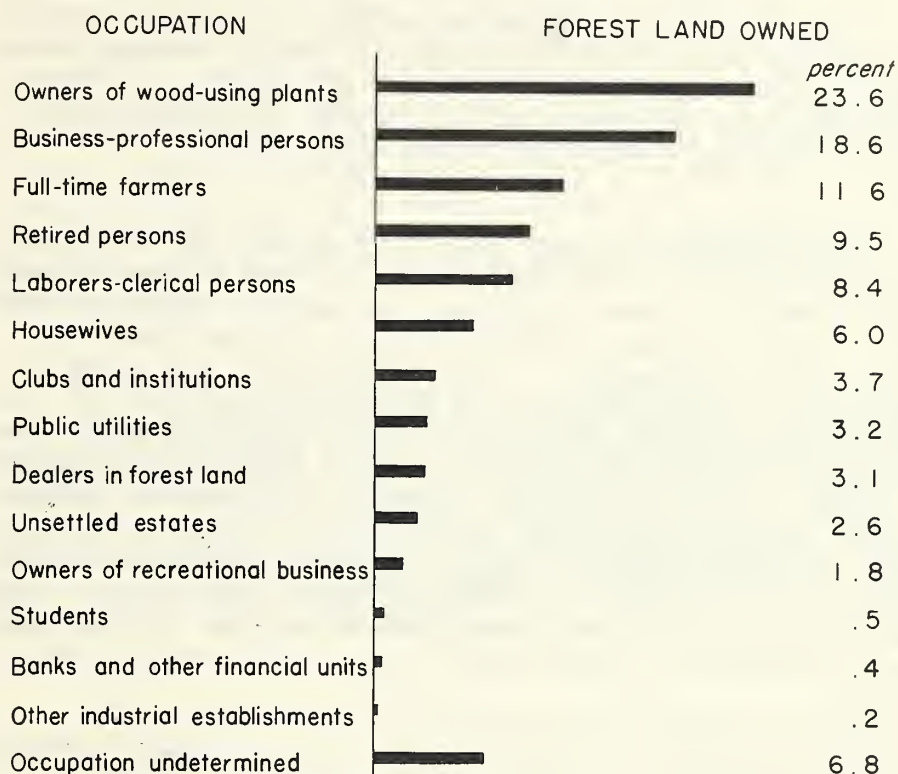 OCCUPATION FOREST LAND OWNED
percent
Owners of wood-using plants 23.6
Business-professional persons 18.6
Full-time farmers 11 6
Retired persons 9.5
Laborers-clerical persons 8.4
Housewives 6.0
Clubs and institutions 3.7
Public utilities 3.2
Dealers in forest land 3.1
Unsettled estates 2.6
Owners of recreational business 1.8
Students .5
Banks and other financial units .4
Other industrial establishments .2
Occupation undetermined 6.8